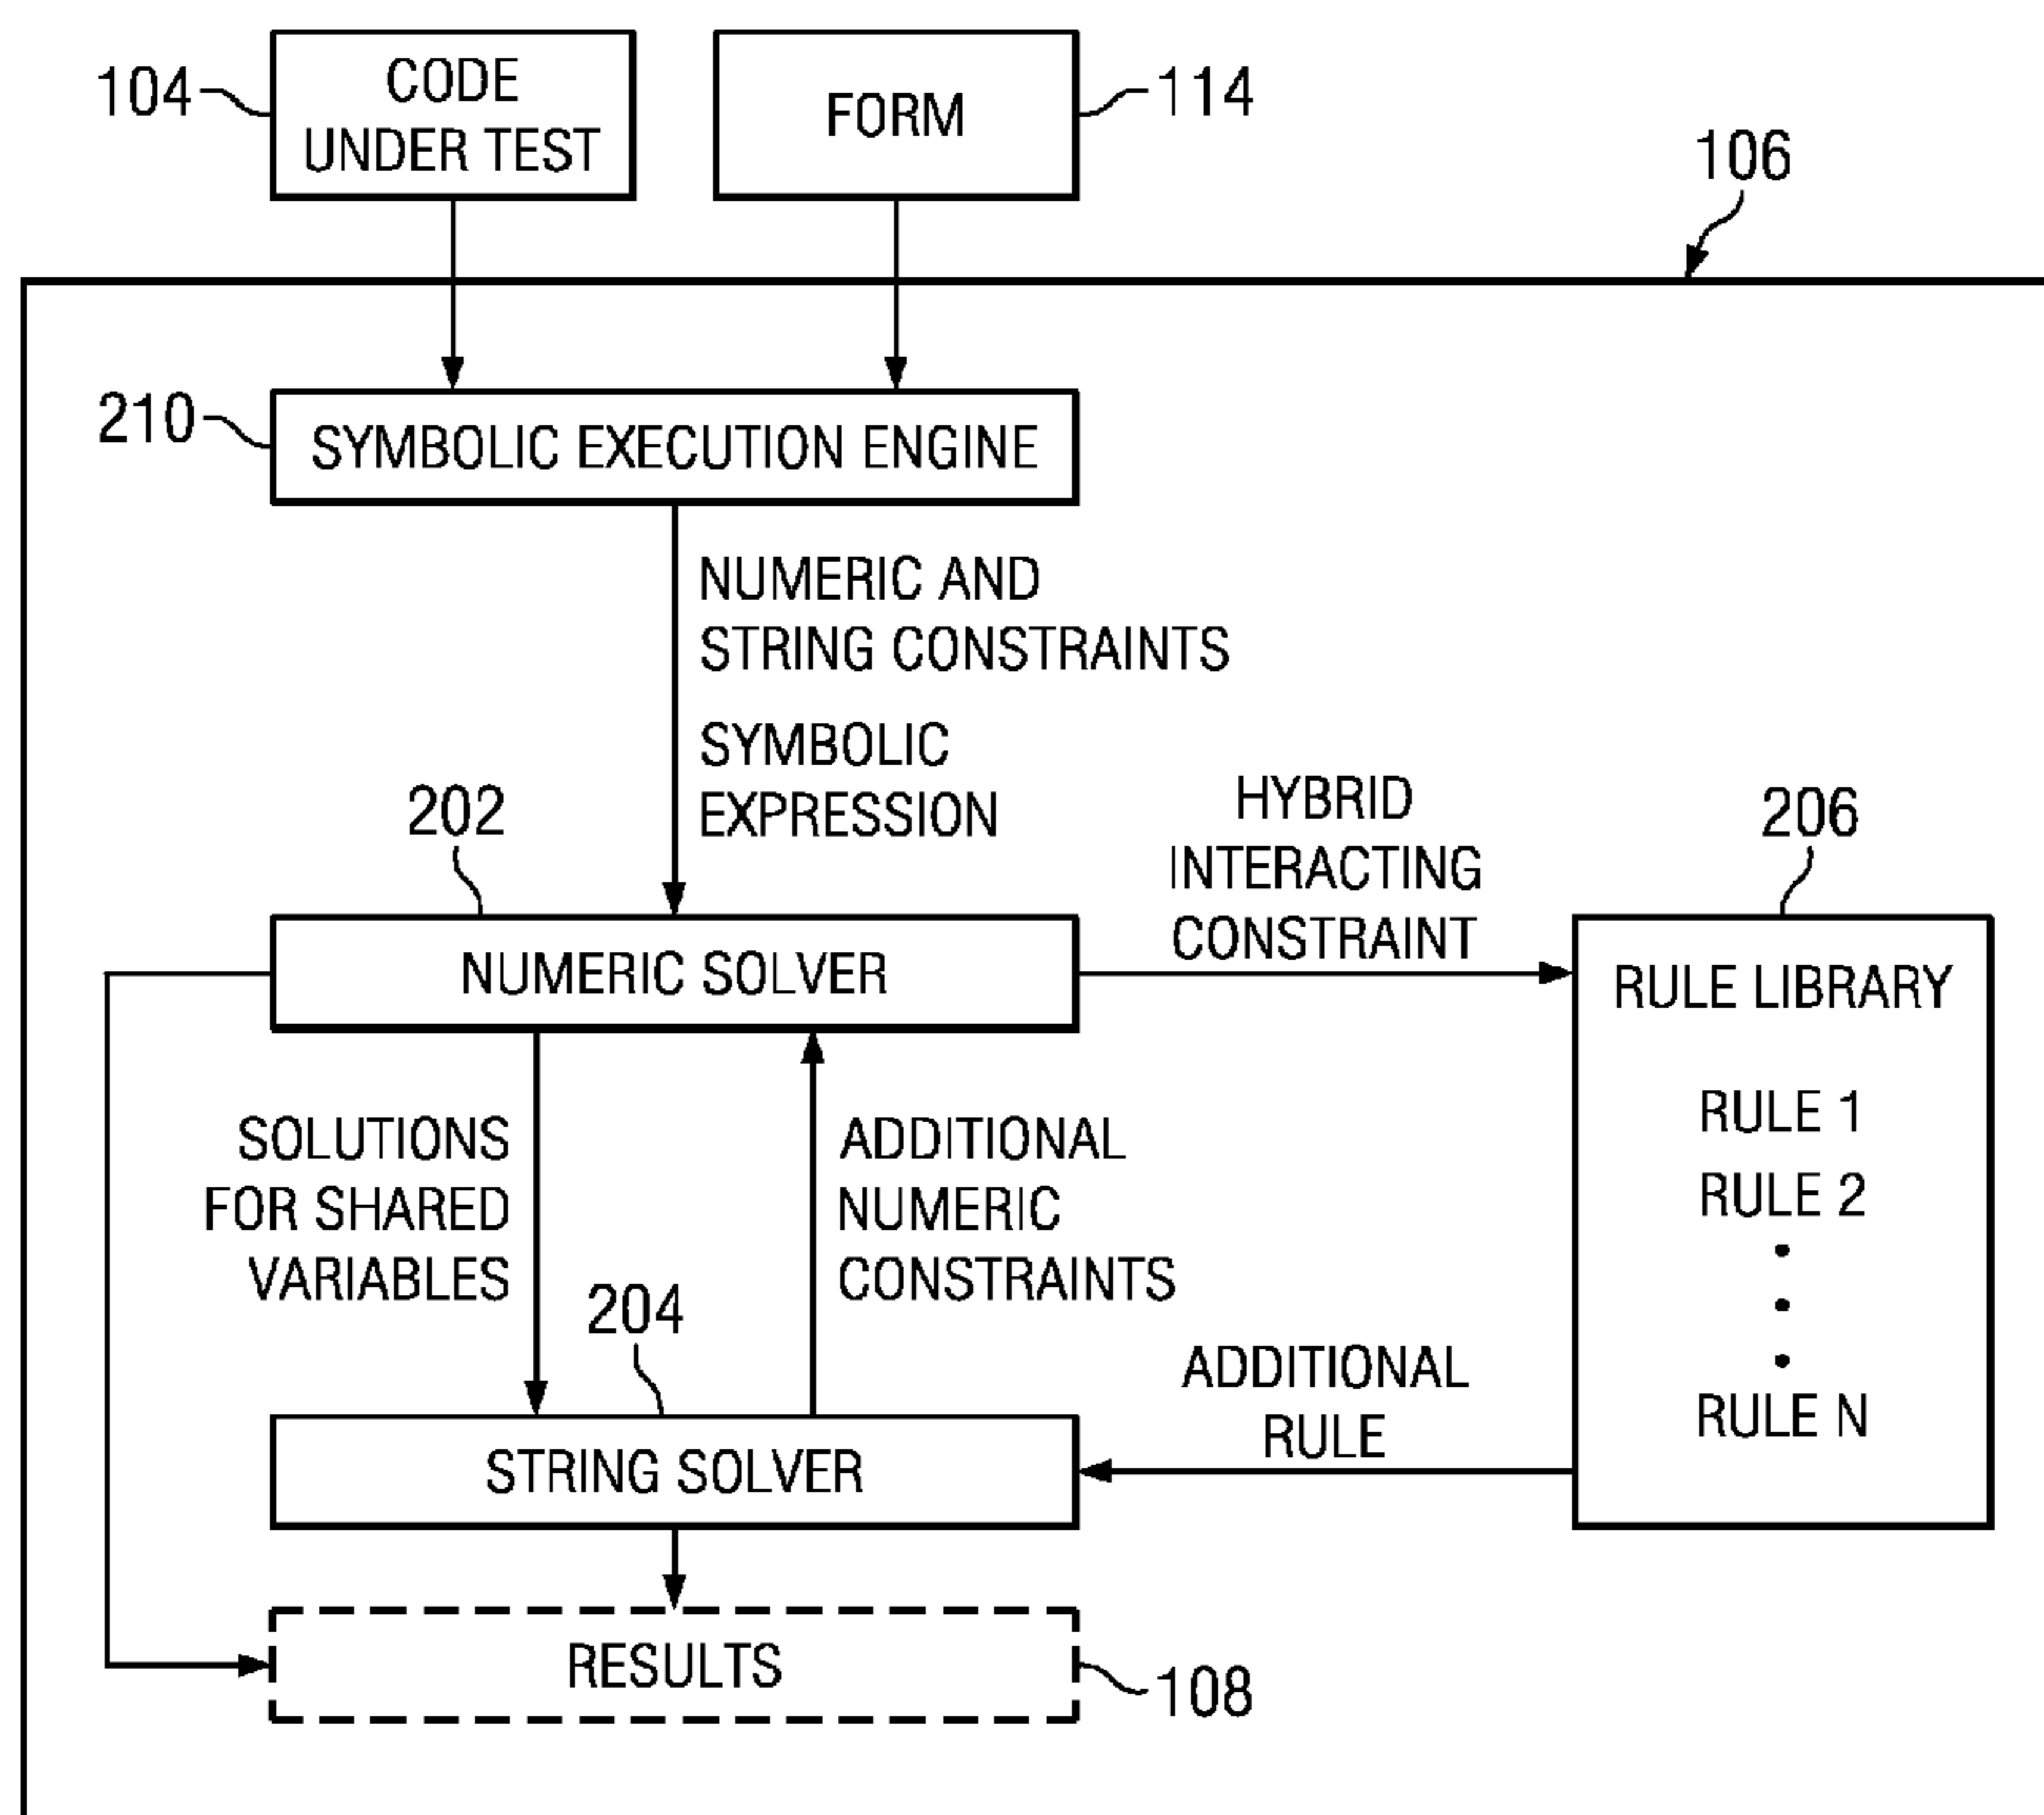 104
CODE
UNDER TEST
FORM
114
106
210
SYMBOLIC EXECUTION ENGINE
NUMERIC AND
STRING CONSTRAINTS
SYMBOLIC
EXPRESSION
202
HYBRID
INTERACTING
CONSTRAINT
206
NUMERIC SOLVER
RULE LIBRARY
RULE 1
RULE 2
RULE N
SOLUTIONS
FOR SHARED
VARIABLES
ADDITIONAL
NUMERIC
CONSTRAINTS
204
ADDITIONAL
RULE
STRING SOLVER
RESULTS
108